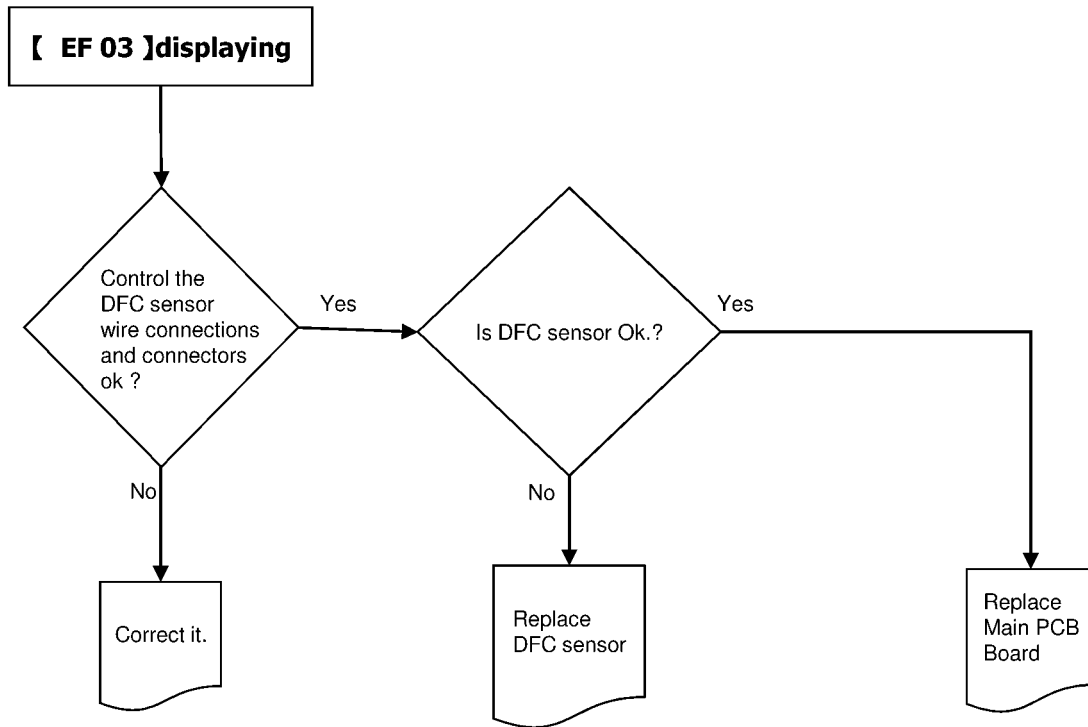 【 EF 03 】displaying
Control the
DFC sensor
wire connections
and connectors
ok ?
Yes
Is DFC sensor Ok.?
Yes
No
No
Correct it.
Replace
DFC sensor
Replace
Main PCB
Board